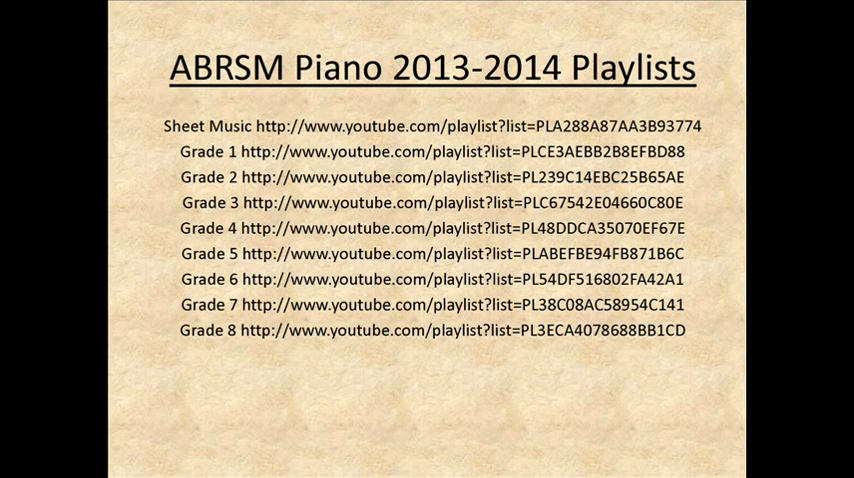 ABRSM Piano 2013-2014 Playlists
Sheet Music http://www.youtube.com/playlist?list=PLA288A87AA3B93774
Grade 1 http://www.youtube.com/playlist?list=PLCE3AEBB2B8EFBD88
Grade 2 http://www.youtube.com/playlist?list=PL239C14EBC25B65AE
Grade 3 http://www.youtube.com/playlist?list=PLC67542E04660C80E
Grade 4 http://www.youtube.com/playlist?list=PL48DDCA35070EF67E
Grade 5 http://www.youtube.com/playlist?list=PLABEFBE94FB871B6C
Grade 6 http://www.youtube.com/playlist?list=PL54DF516802FA42A1
Grade 7 http://www.youtube.com/playlist?list=PL38C08AC58954C141
Grade 8 http://www.youtube.com/playlist?list=PL3ECA4078688BB1CD